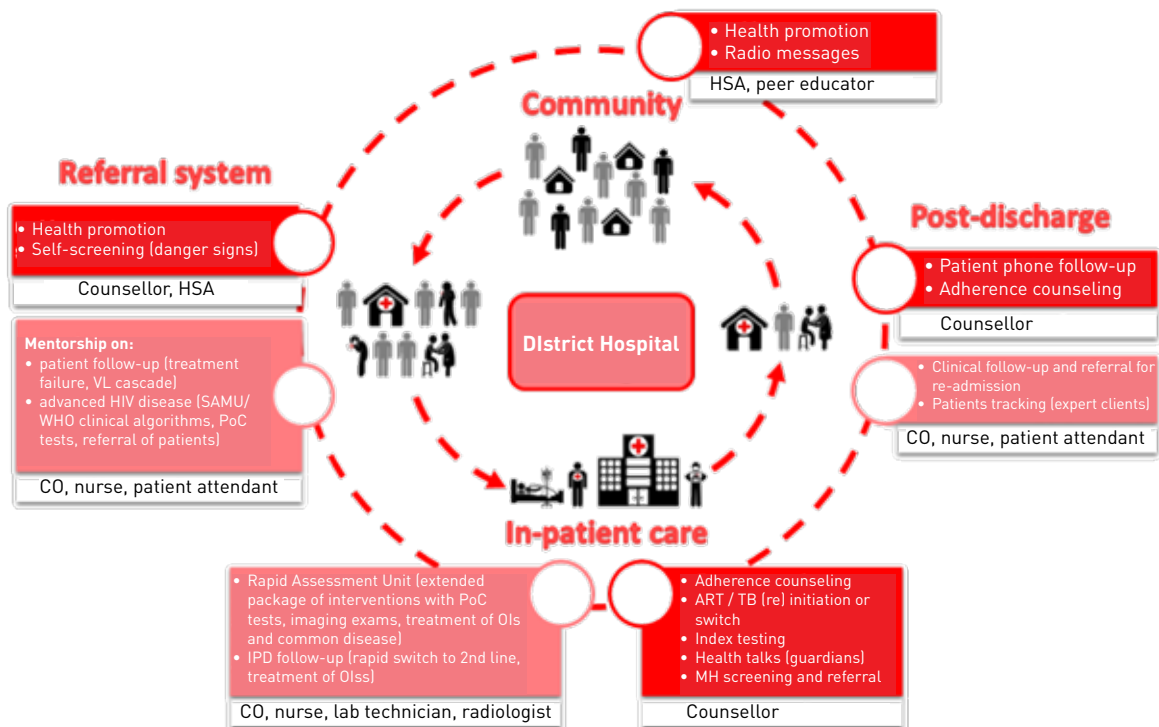 • Health promotion
• Radio messages
HSA, peer educator
Community
Referral system
• Health promotion
• Self-screening (danger signs)
Counsellor, HSA
Mentorship on:
• patient follow-up (treatment
failure, VL cascade)
• advanced HIV disease (SAMU/
WHO clinical algorithms, PoC
tests, referral of patients)
CO, nurse, patient attendant
DIstrict Hospital
Post-discharge
• Patient phone follow-up
• Adherence counseling
Counsellor
• Clinical follow-up and referral for
re-admission
• Patients tracking (expert clients)
CO, nurse, patient attendant
In-patient care
• Rapid Assessment Unit (extended
package of interventions with PoC
tests, imaging exams, treatment of OIs
and common disease)
• IPD follow-up (rapid switch to 2nd line,
treatment of OIss)
CO, nurse, lab technician, radiologist
• Adherence counseling
• ART / TB (re) initiation or
switch
• Index testing
• Health talks (guardians)
• MH screening and referral
Counsellor